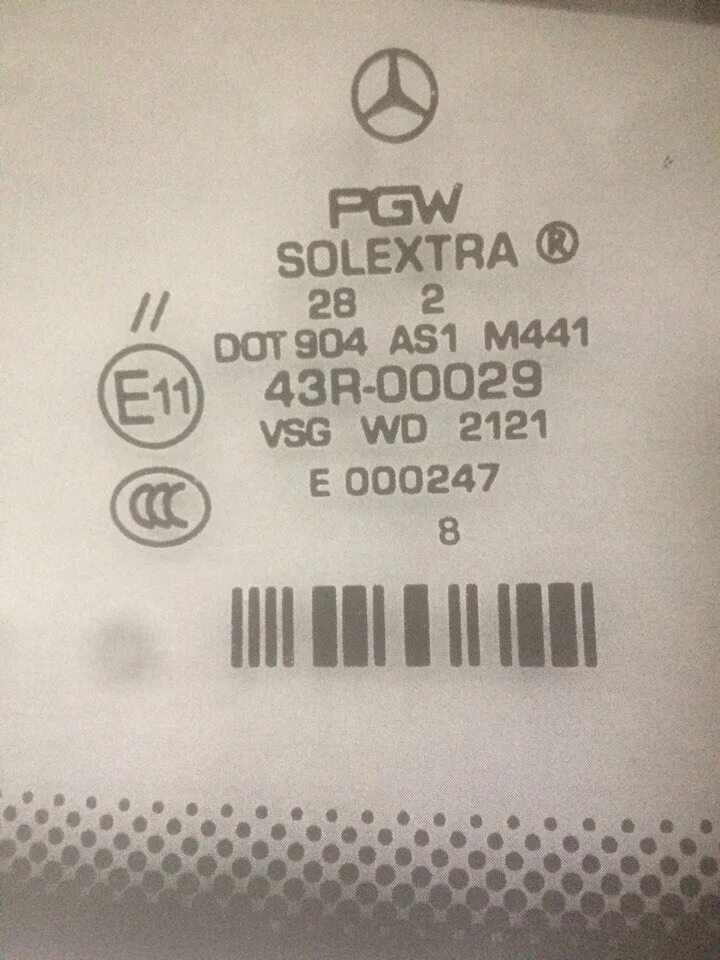 PGW
SOLEXTRA ®
28 2
//
DOT 904 AS1 M441
E11
43R-00029
VSG WD 2121
E 000247
CCC
8